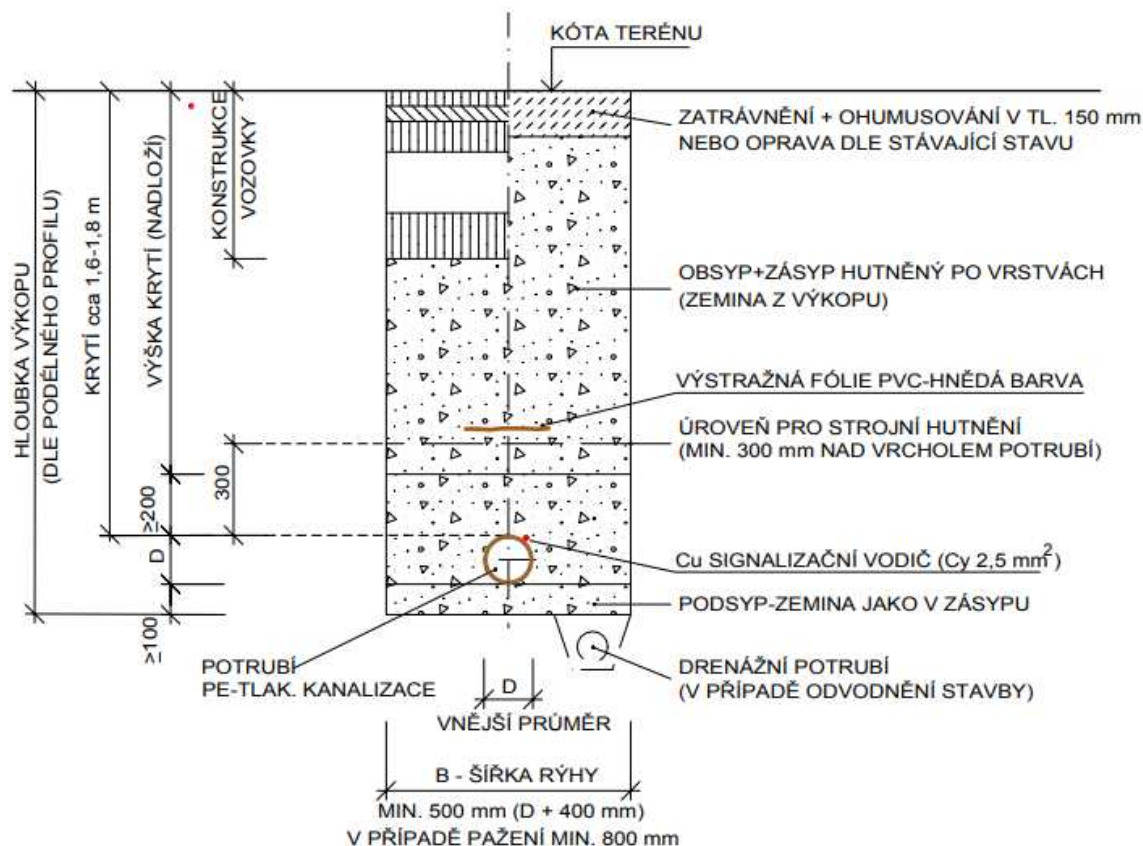 KÓTA TERÉNU
ZATRÁVNĚNÍ + OHUMUSOVÁNÍ V TL. 150 mm
NEBO OPRAVA DLE STÁVAJÍCÍ STAVU
OBSYP+ZÁSYP HUTNĚNÝ PO VRSTVÁCH
(ZEMINA Z VÝKOPU)
VÝSTRAŽNÁ FÓLIE PVC-HNĚDÁ BARVA
ÚROVEŇ PRO STROJNÍ HUTNĚNÍ
(MIN. 300 mm NAD VRCHOLEM POTRUBÍ)
Cu SIGNALIZAČNÍ VODIČ (Cy 2,5 mm²)
PODSYP-ZEMINA JAKO V ZÁSYPU
DRENÁŽNÍ POTRUBÍ
(V PŘÍPADĚ ODVODNĚNÍ STAVBY)
HLOUBKA VÝKOPU
(DLE PODÉLNÉHO PROFILU)
KRYTÍ cca 1,6-1,8 m
VÝŠKA KRYTÍ (NADLOŽÍ)
KONSTRUKCE
VOZOVKY
300
≥200
D
≥100
POTRUBÍ
PE-TLAK. KANALIZACE
D
VNĚJŠÍ PRŮMĚR
B - ŠÍŘKA RÝHY
MIN. 500 mm (D + 400 mm)
V PŘÍPADĚ PAŽENÍ MIN. 800 mm